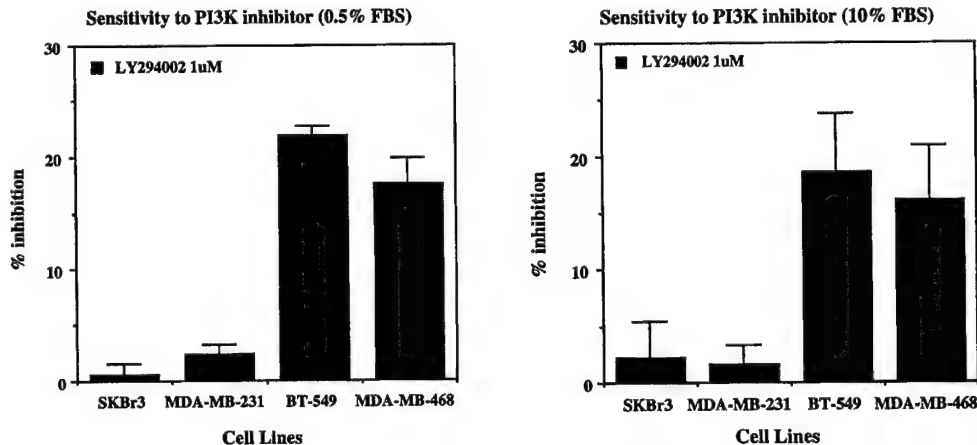 Sensitivity to PI3K inhibitor (0.5% FBS)
30
20
10
0
% inhibition
LY294002 1uM
SKBr3 MDA-MB-231 BT-549 MDA-MB-468
Cell Lines
Sensitivity to PI3K inhibitor (10% FBS)
30
20
10
0
% inhibition
LY294002 1uM
SKBr3 MDA-MB-231 BT-549 MDA-MB-468
Cell Lines